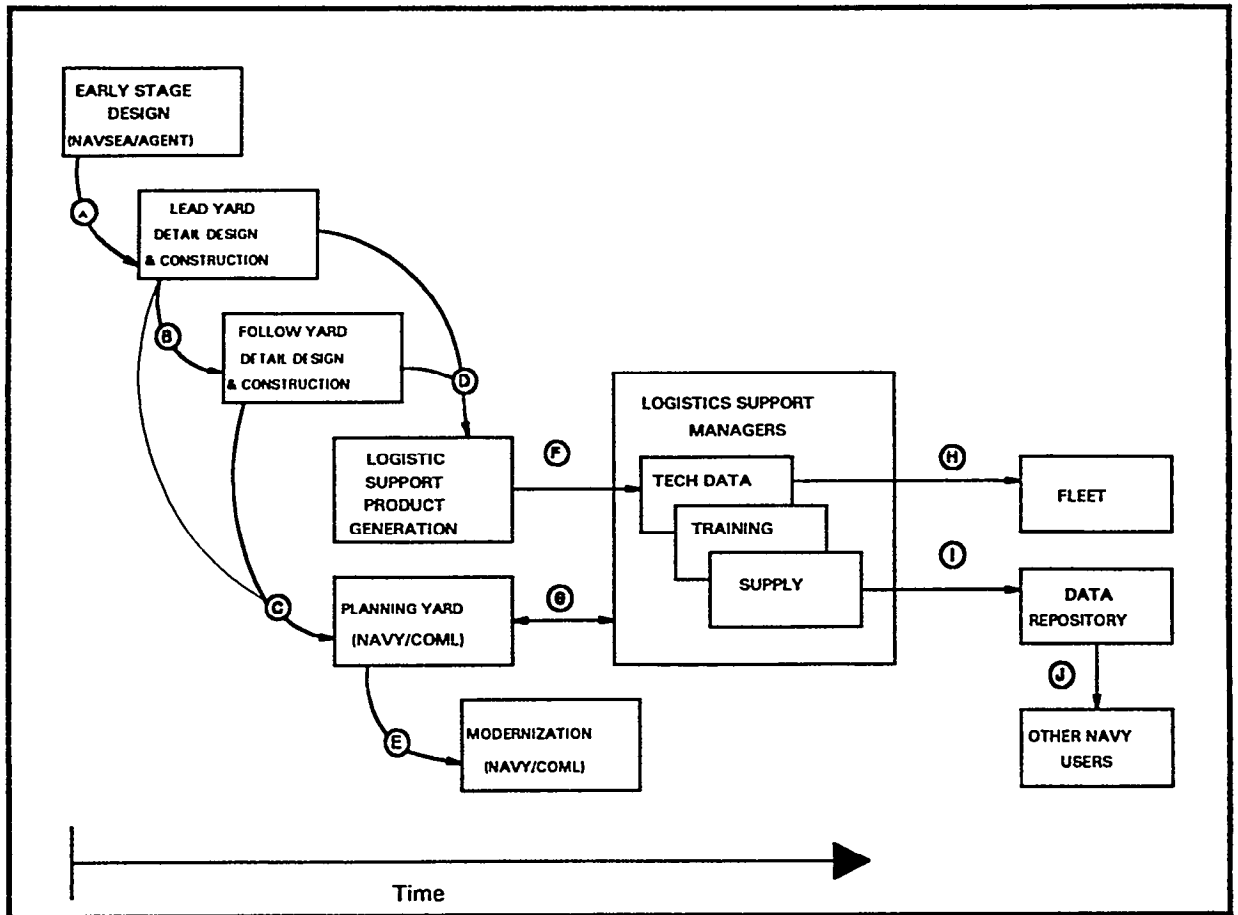 EARLY STAGE
DESIGN
(NAVSEA/AGENT)
A
LEAD YARD
DETAIL DESIGN
& CONSTRUCTION
B
FOLLOW YARD
DETAIL DESIGN
& CONSTRUCTION
D
LOGISTIC
SUPPORT
PRODUCT
GENERATION
F
LOGISTICS SUPPORT
MANAGERS
TECH DATA
TRAINING
SUPPLY
H
FLEET
I
DATA
REPOSITORY
J
OTHER NAVY
USERS
C
PLANNING YARD
(NAVY/COML)
G
E
MODERNIZATION
(NAVY/COML)
Time